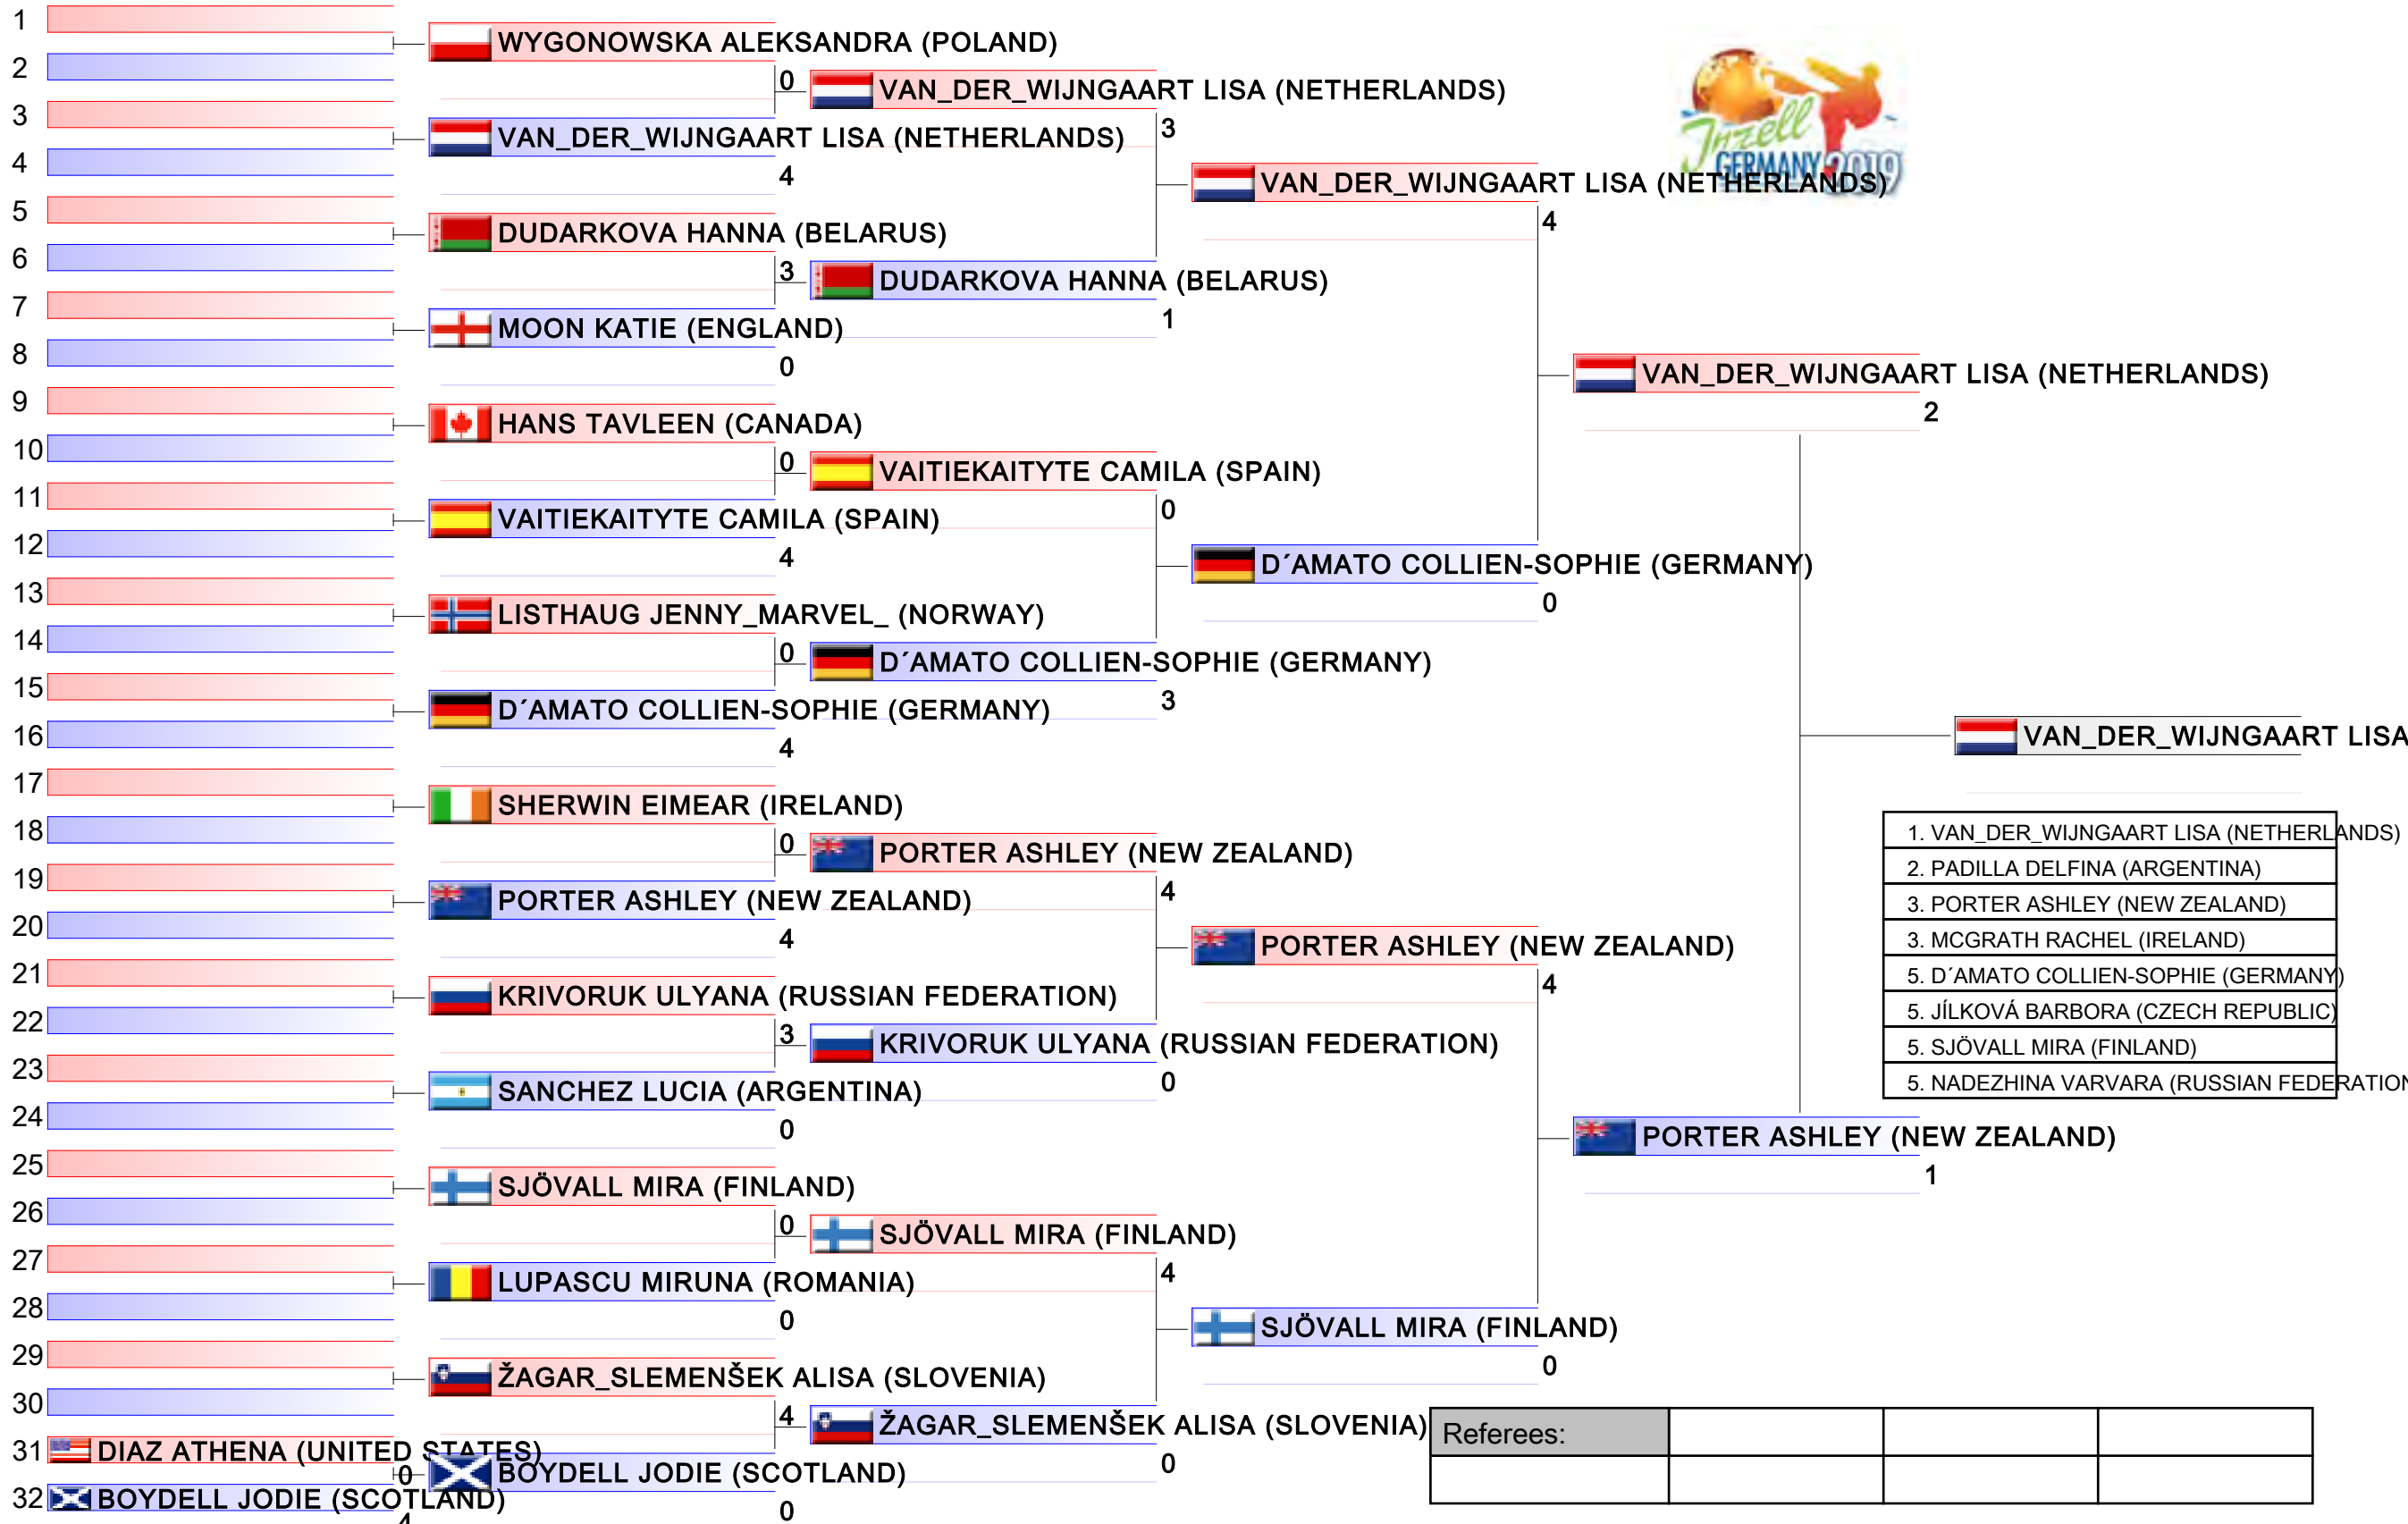 1
2
3
4
5
6
7
8
9
10
11
12
13
14
15
16
17
18
19
20
21
22
23
24
25
26
27
28
29
30
31 DIAZ ATHENA (UNITED STATES)
0
32 BOYDELL JODIE (SCOTLAND)
4
WYGONOWSKA ALEKSANDRA (POLAND)
0
VAN_DER_WIJNGAART LISA (NETHERLANDS)
4
DUDARKOVA HANNA (BELARUS)
3
MOON KATIE (ENGLAND)
0
HANS TAVLEEN (CANADA)
0
VAITIEKAITYTE CAMILA (SPAIN)
4
LISTHAUG JENNY_MARVEL_ (NORWAY)
0
D´AMATO COLLIEN-SOPHIE (GERMANY)
4
SHERWIN EIMEAR (IRELAND)
0
PORTER ASHLEY (NEW ZEALAND)
4
KRIVORUK ULYANA (RUSSIAN FEDERATION)
3
SANCHEZ LUCIA (ARGENTINA)
0
SJÖVALL MIRA (FINLAND)
0
LUPASCU MIRUNA (ROMANIA)
0
ŽAGAR_SLEMENŠEK ALISA (SLOVENIA)
4
BOYDELL JODIE (SCOTLAND)
0
VAN_DER_WIJNGAART LISA (NETHERLANDS)
3
DUDARKOVA HANNA (BELARUS)
1
VAITIEKAITYTE CAMILA (SPAIN)
0
D´AMATO COLLIEN-SOPHIE (GERMANY)
3
PORTER ASHLEY (NEW ZEALAND)
4
KRIVORUK ULYANA (RUSSIAN FEDERATION)
0
SJÖVALL MIRA (FINLAND)
4
ŽAGAR_SLEMENŠEK ALISA (SLOVENIA)
0
VAN_DER_WIJNGAART LISA (NETHERLANDS)
4
D´AMATO COLLIEN-SOPHIE (GERMANY)
0
PORTER ASHLEY (NEW ZEALAND)
4
SJÖVALL MIRA (FINLAND)
0
Inzell
GERMANY 2019
VAN_DER_WIJNGAART LISA (NETHERLANDS)
2
PORTER ASHLEY (NEW ZEALAND)
1
VAN_DER_WIJNGAART LISA
1. VAN_DER_WIJNGAART LISA (NETHERLANDS)
2. PADILLA DELFINA (ARGENTINA)
3. PORTER ASHLEY (NEW ZEALAND)
3. MCGRATH RACHEL (IRELAND)
5. D´AMATO COLLIEN-SOPHIE (GERMANY)
5. JÍLKOVÁ BARBORA (CZECH REPUBLIC)
5. SJÖVALL MIRA (FINLAND)
5. NADEZHINA VARVARA (RUSSIAN FEDERATION
Referees: